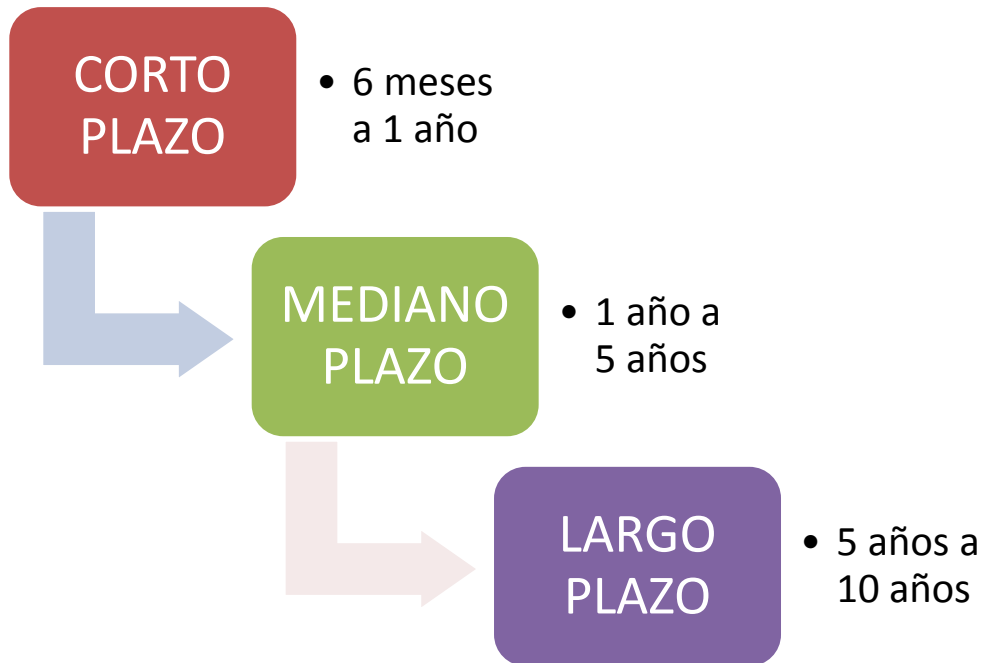 CORTO
PLAZO
• 6 meses
a 1 año
MEDIANO
PLAZO
• 1 año a
5 años
LARGO
PLAZO
• 5 años a
10 años